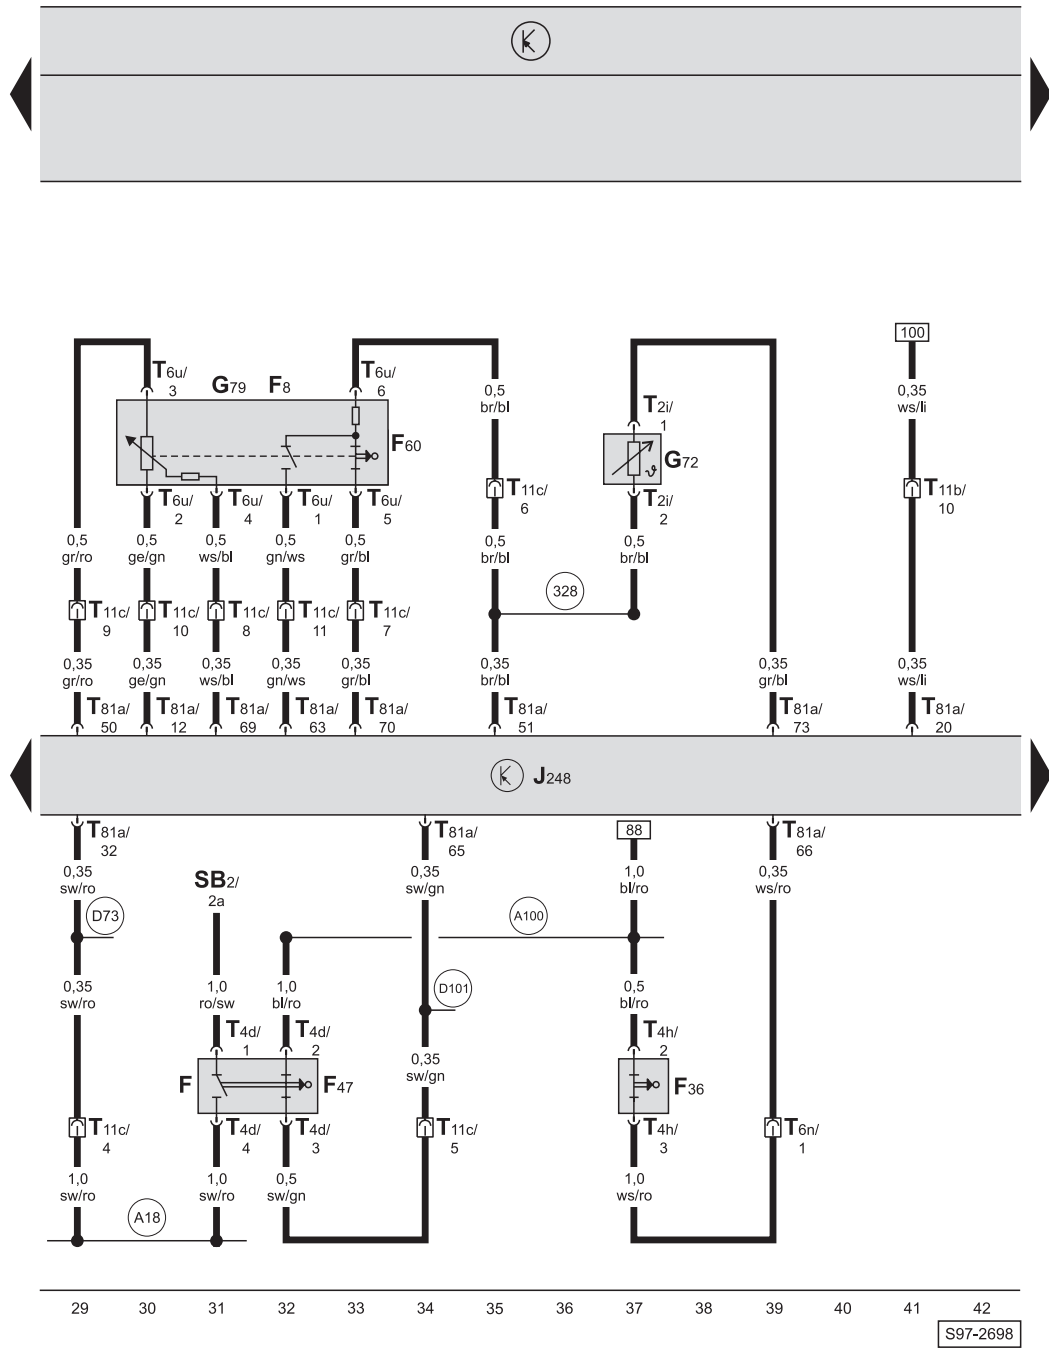 100
T6u/
3
G79
F8
T6u/
6
0,5
br/bl
0,35
ws/li
T2i/
1
F60
G72
T6u/
2
T6u/
4
T6u/
1
T6u/
5
T11c/
6
T2i/
2
T11b/
10
0,5
gr/ro
0,5
ge/gn
0,5
ws/bl
0,5
gn/ws
0,5
gr/bl
0,5
br/bl
0,5
br/bl
328
T11c/
9
T11c/
10
T11c/
8
T11c/
11
T11c/
7
0,35
gr/ro
0,35
ge/gn
0,35
ws/bl
0,35
gn/ws
0,35
gr/bl
0,35
br/bl
0,35
gr/bl
0,35
ws/li
T81a/
50
T81a/
12
T81a/
69
T81a/
63
T81a/
70
T81a/
51
T81a/
73
T81a/
20
J248
T81a/
32
T81a/
65
88
T81a/
66
0,35
sw/ro
SB2/
2a
0,35
sw/gn
1,0
bl/ro
0,35
ws/ro
D73
A100
0,35
sw/ro
1,0
ro/sw
1,0
bl/ro
D101
0,5
bl/ro
T4d/
1
T4d/
2
0,35
sw/gn
T4h/
2
F
F47
F36
T11c/
4
T4d/
4
T4d/
3
T11c/
5
T4h/
3
T6n/
1
1,0
sw/ro
1,0
sw/ro
0,5
sw/gn
1,0
ws/ro
A18
29 30 31 32 33 34 35 36 37 38 39 40 41 42
S97-2698